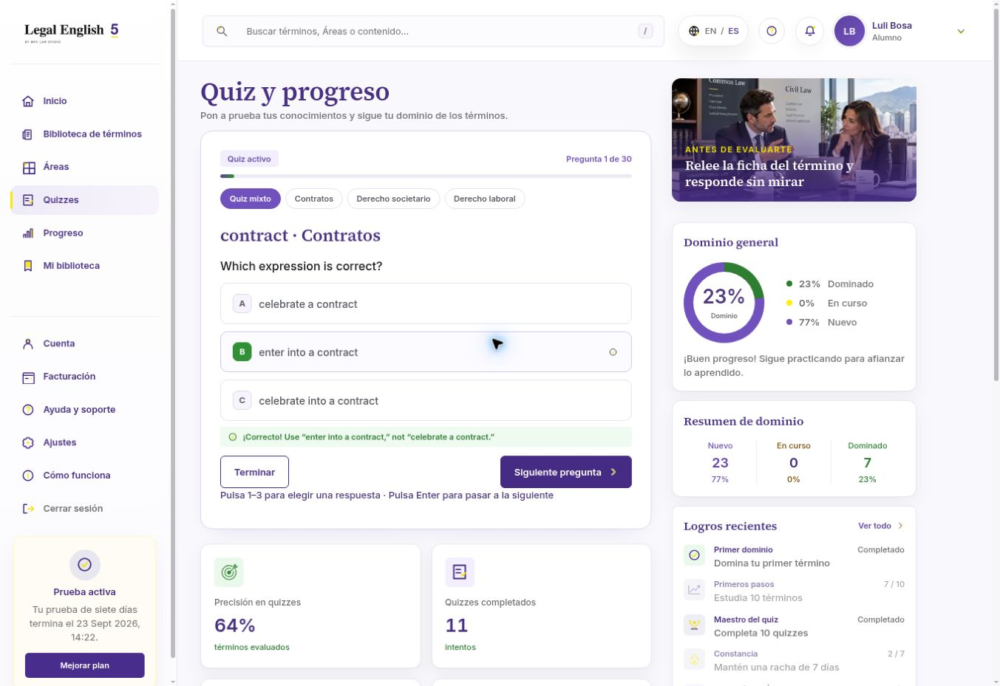 Legal English 5
BY MPC LAW STUDIO
Inicio
Biblioteca de términos
Áreas
Quizzes
Progreso
Mi biblioteca
Cuenta
Facturación
Ayuda y soporte
Ajustes
Cómo funciona
Cerrar sesión
Prueba activa
Tu prueba de siete días
termina el 23 Sept 2026,
14:22.
Mejorar plan
Buscar términos, Áreas o contenido...
/
EN / ES
LB
Luli Bosa
Alumno
Quiz y progreso
Pon a prueba tus conocimientos y sigue tu dominio de los términos.
Quiz activo
Pregunta 1 de 30
Quiz mixto
Contratos
Derecho societario
Derecho laboral
contract · Contratos
Which expression is correct?
A celebrate a contract
B enter into a contract
C celebrate into a contract
¡Correcto! Use “enter into a contract,” not “celebrate a contract.”
Terminar
Siguiente pregunta
Pulsa 1–3 para elegir una respuesta · Pulsa Enter para pasar a la siguiente
Precisión en quizzes
64%
términos evaluados
Quizzes completados
11
intentos
Common Law
Civil Law
ANTES DE EVALUARTE
Relee la ficha del término y
responde sin mirar
Dominio general
23%
Dominio
23% Dominado
0% En curso
77% Nuevo
¡Buen progreso! Sigue practicando para afianzar
lo aprendido.
Resumen de dominio
Nuevo
23
77%
En curso
0
0%
Dominado
7
23%
Logros recientes
Ver todo
Primer dominio
Completado
Domina tu primer término
Primeros pasos
7 / 10
Estudia 10 términos
Maestro del quiz
Completado
Completa 10 quizzes
Constancia
2 / 7
Mantén una racha de 7 días